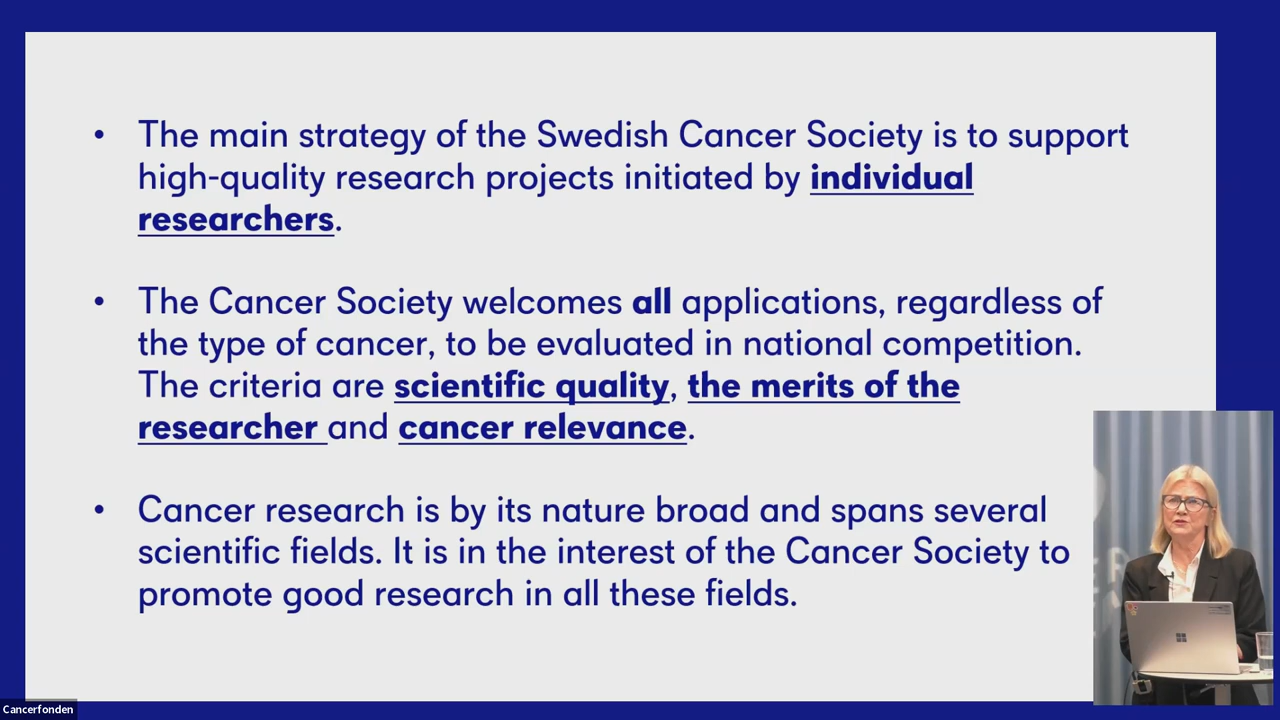 • The main strategy of the Swedish Cancer Society is to support
high-quality research projects initiated by individual
researchers.
• The Cancer Society welcomes all applications, regardless of
the type of cancer, to be evaluated in national competition.
The criteria are scientific quality, the merits of the
researcher and cancer relevance.
• Cancer research is by its nature broad and spans several
scientific fields. It is in the interest of the Cancer Society to
promote good research in all these fields.
Cancerfonden